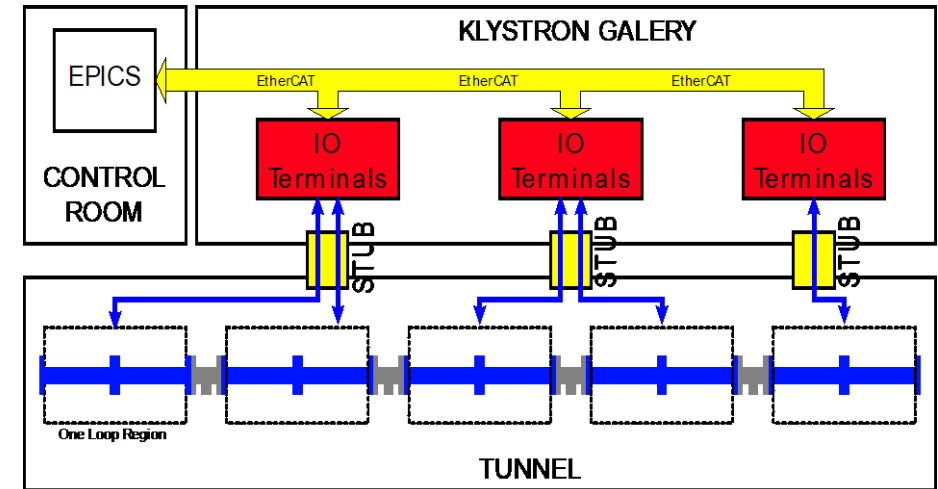 KLYSTRON GALERY
EPICS
EtherCAT
EtherCAT
EtherCAT
IO
Terminals
IO
Terminals
IO
Terminals
CONTROL
ROOM
STUB
STUB
STUB
One Loop Region
TUNNEL